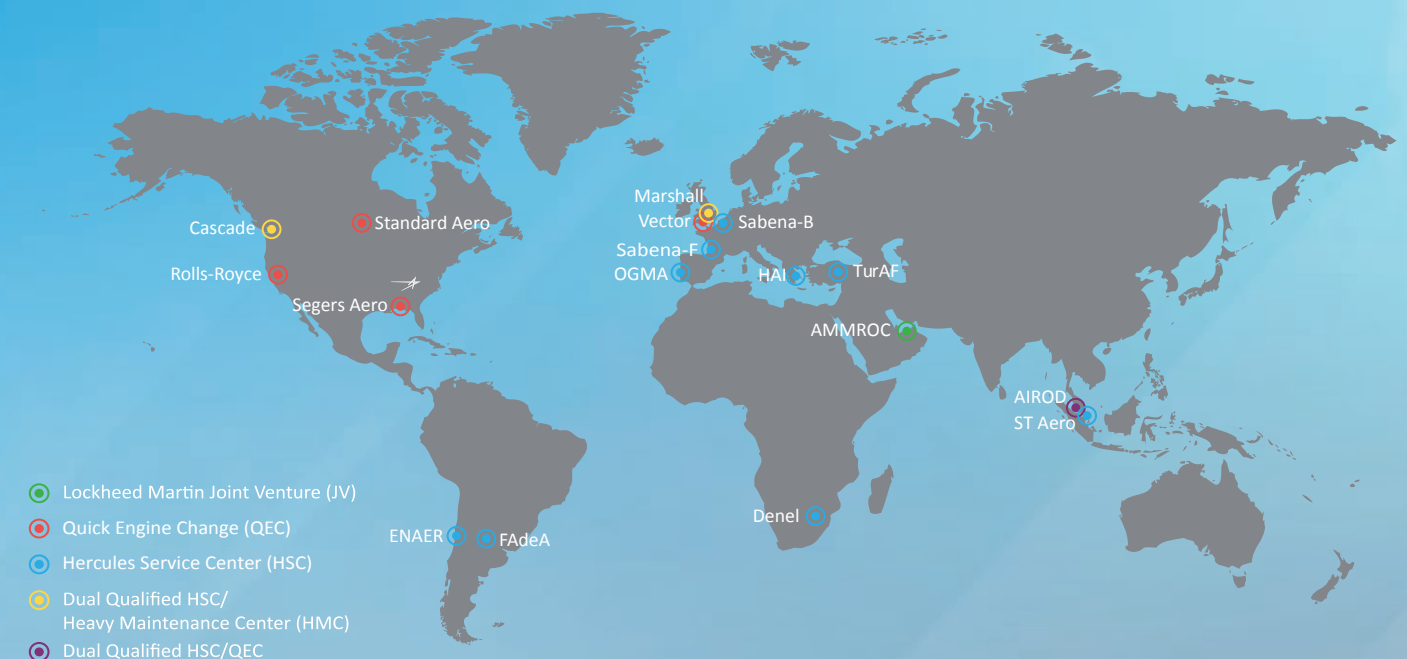 Marshall
Cascade
Standard Aero
Vector
Sabena-B
Sabena-F
Rolls-Royce
OGMA
HAI
TurAF
Segers Aero
AMMROC
AIROD
ST Aero
Denel
ENAER
FAdeA
Lockheed Martin Joint Venture (JV)
Quick Engine Change (QEC)
Hercules Service Center (HSC)
Dual Qualified HSC/
Heavy Maintenance Center (HMC)
Dual Qualified HSC/QEC